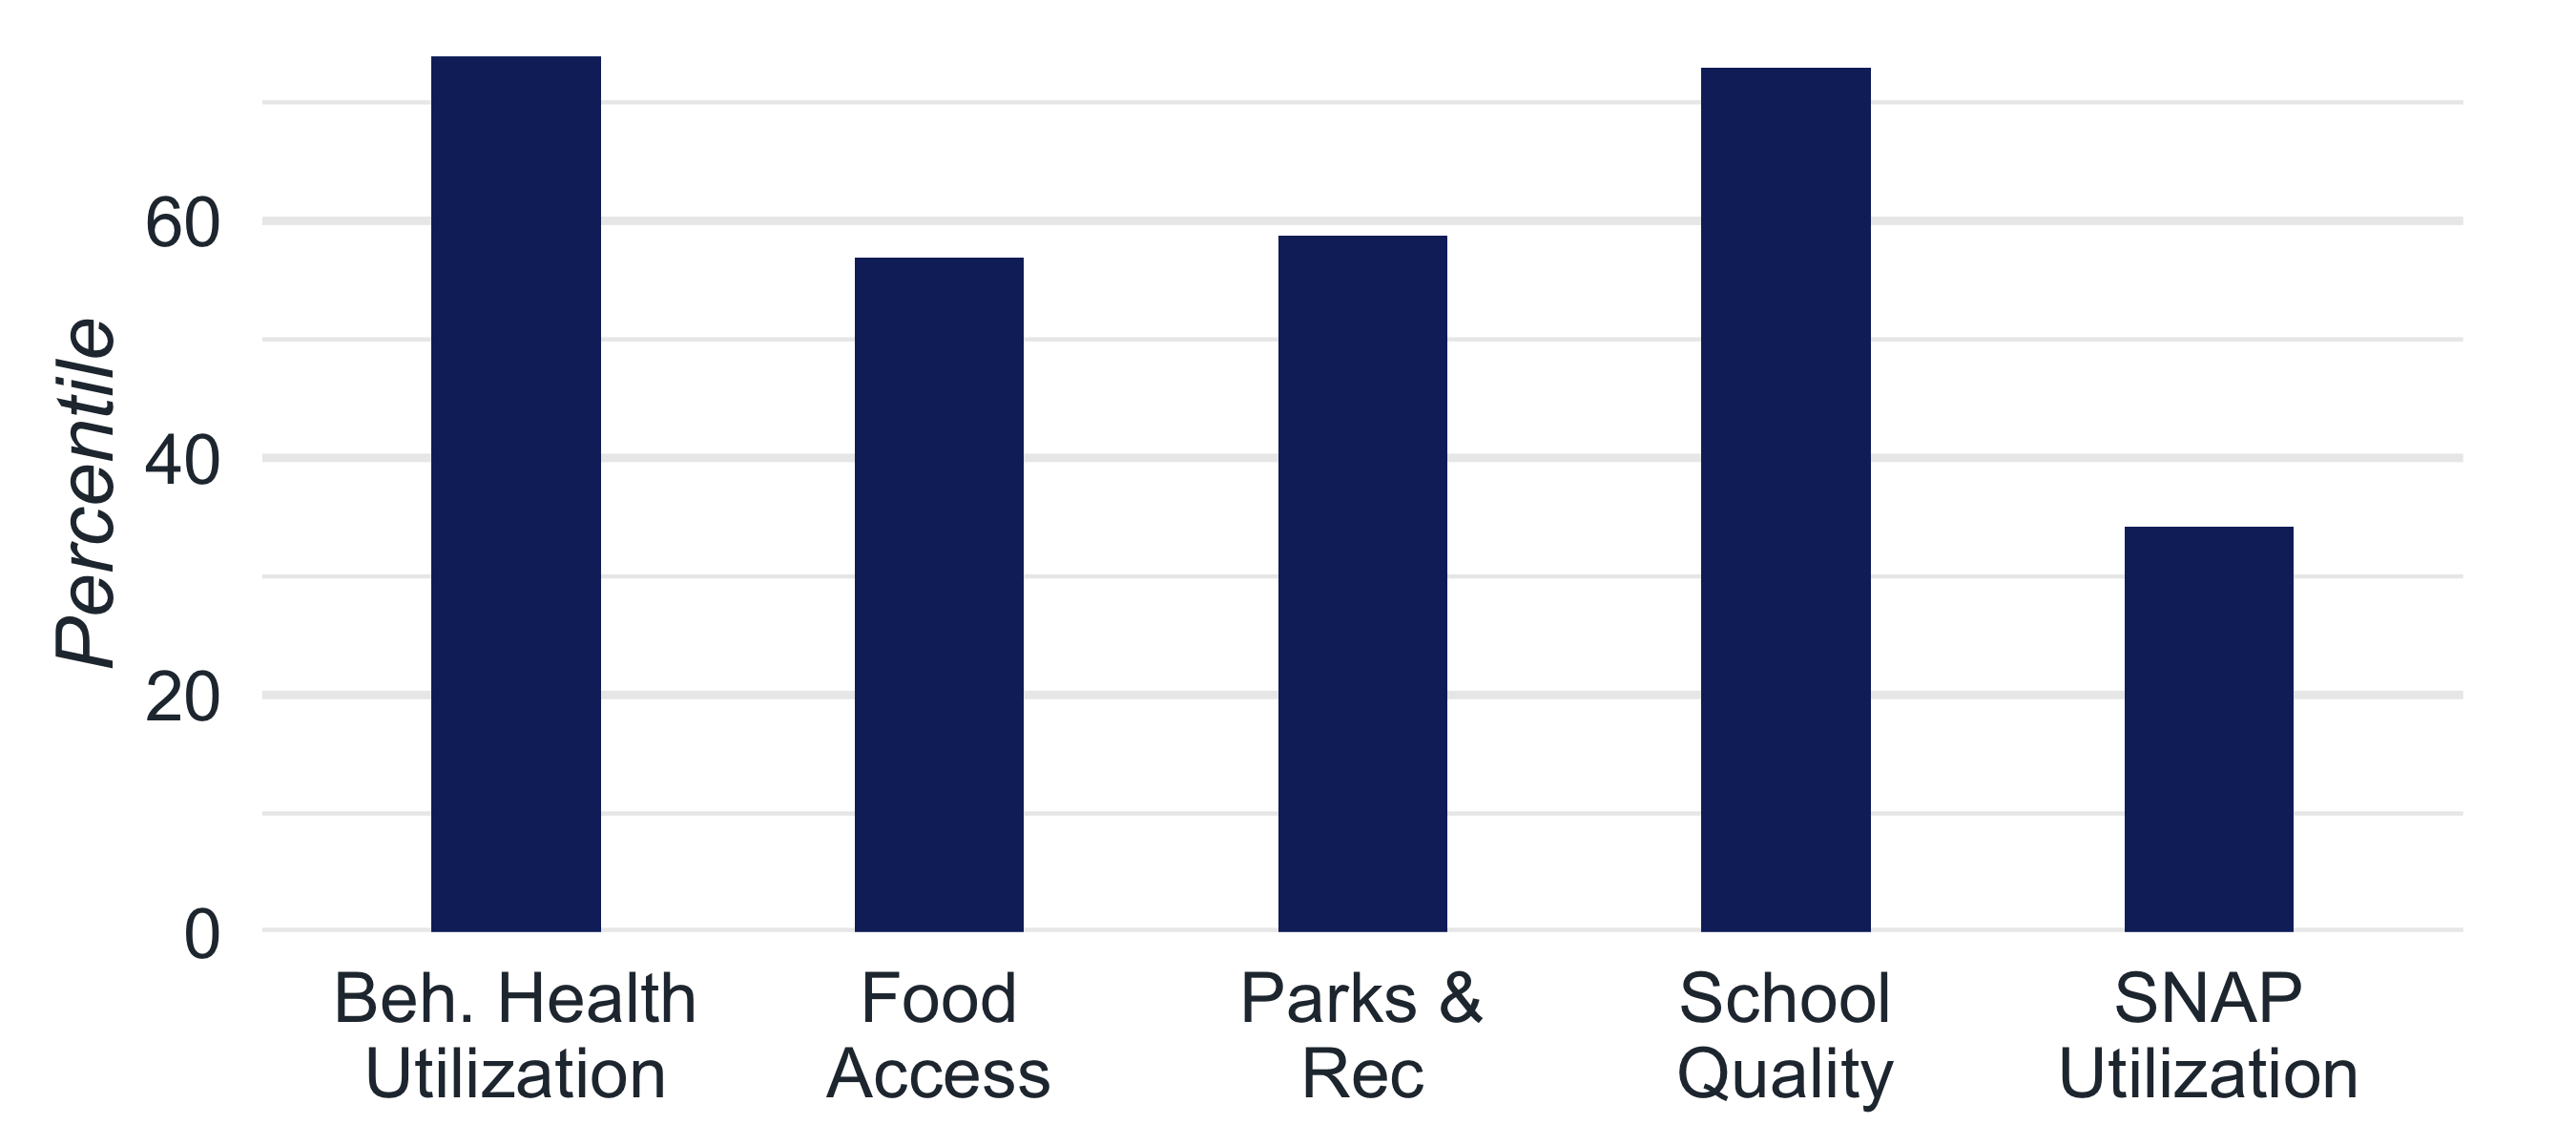 Percentile
60
40
20
0
Beh. Health
Utilization
Food
Access
Parks &
Rec
School
Quality
SNAP
Utilization